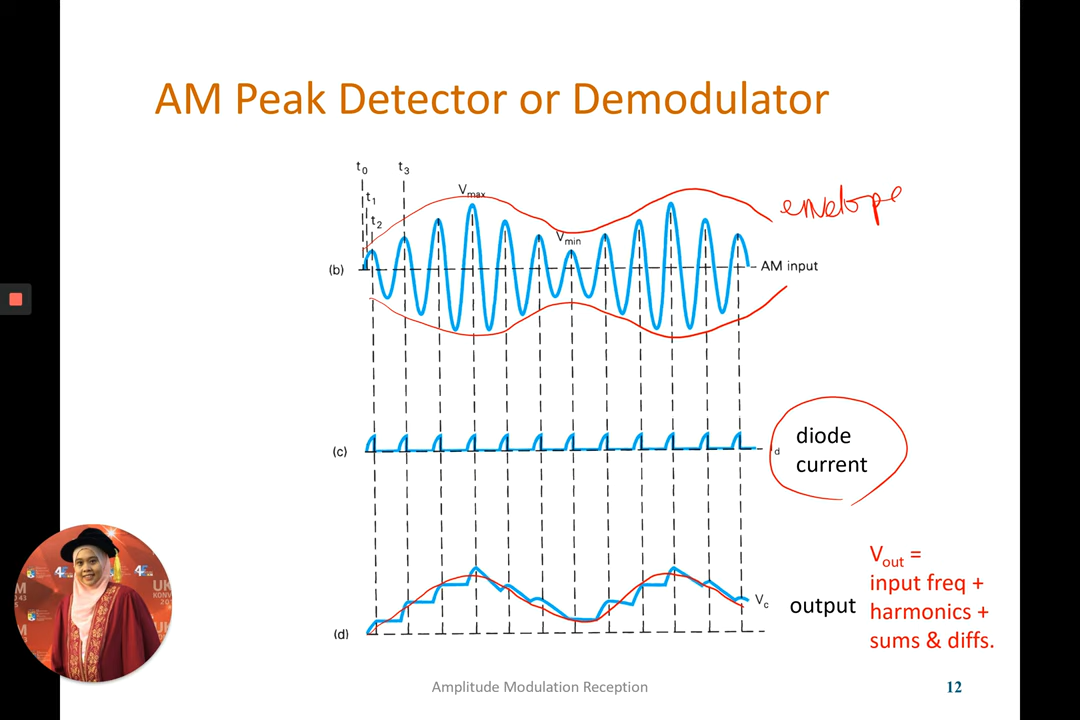 AM Peak Detector or Demodulator
t0 t3
t1
t2
Vmax
Vmin
envelope
(b)
AM input
(c)
diode
current
d
(d)
Vc
output
Vout =
input freq +
harmonics +
sums & diffs.
Amplitude Modulation Reception
12